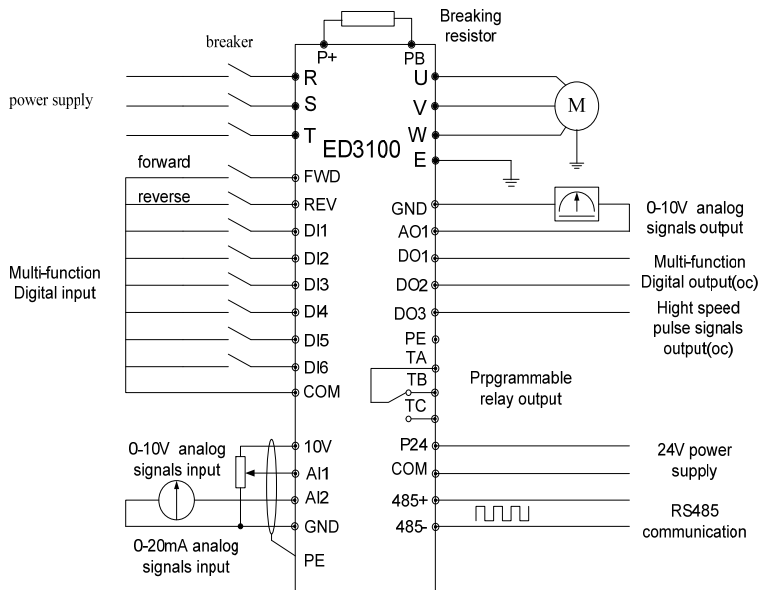 Breaking
resistor
breaker
P+
PB
R
U
power supply
S
V
M
T
W
ED3100
E
forward
FWD
reverse
REV
GND
0-10V analog
signals output
DI1
AO1
DI2
DO1
Multi-function
Digital output(oc)
Multi-function
Digital input
DI3
DO2
DI4
DO3
Hight speed
pulse signals
output(oc)
DI5
PE
DI6
TA
TB
Prpgrammable
relay output
COM
TC
0-10V analog
signals input
10V
P24
24V power
supply
AI1
COM
AI2
485+
RS485
communication
GND
485-
0-20mA analog
signals input
PE